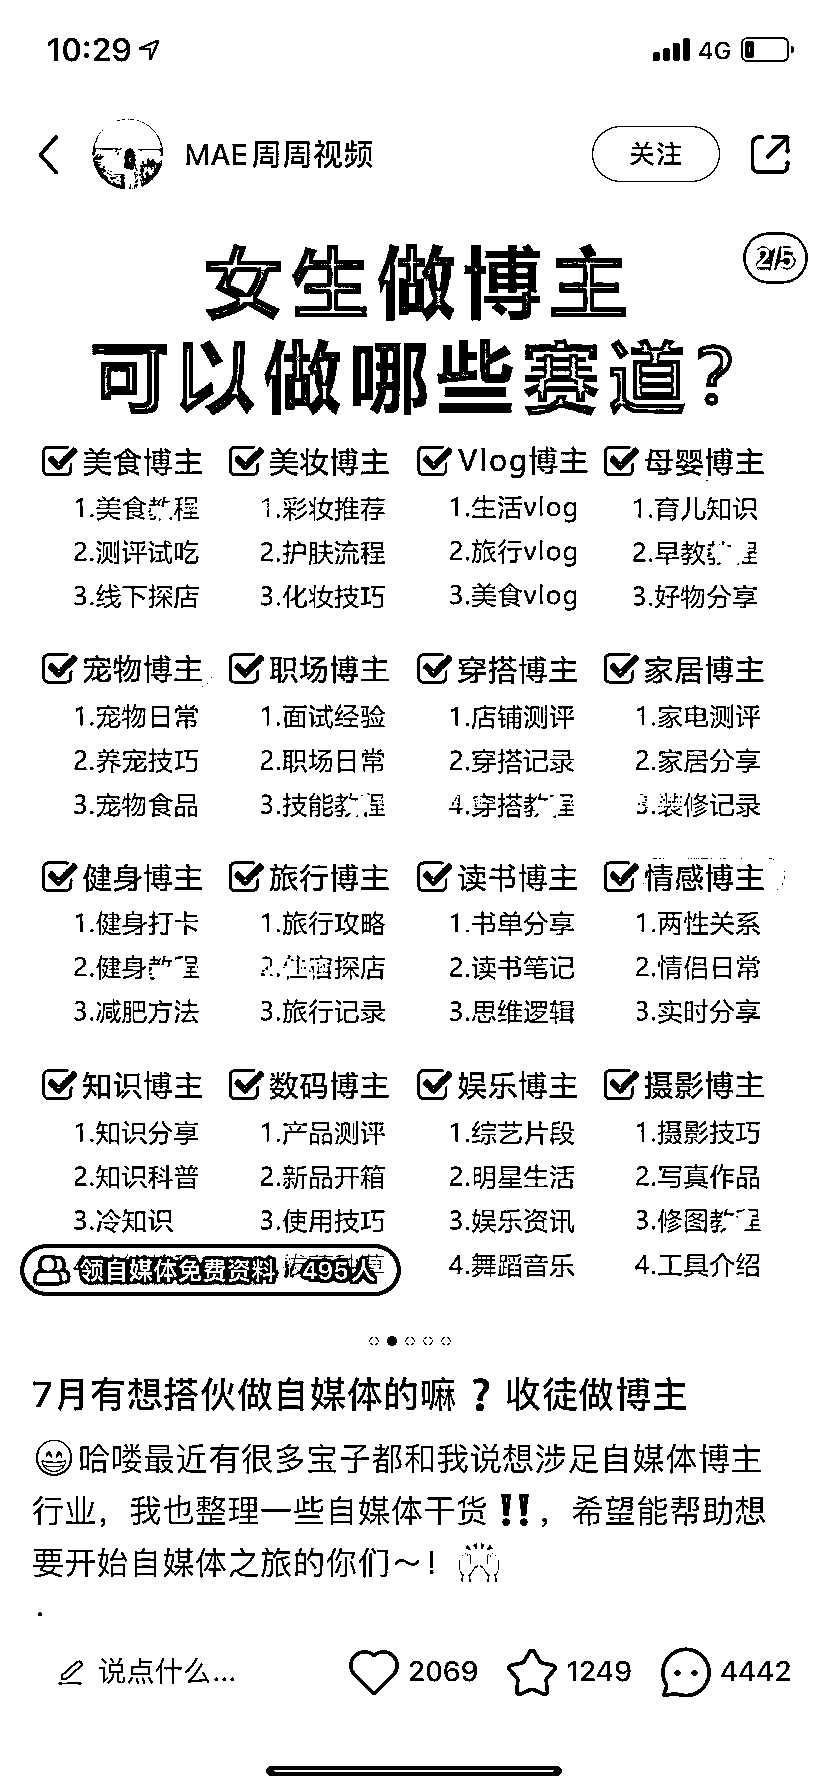 10:29
4G
MAE周周视频
关注
2/5
女生做博主
可以做哪些赛道?
美食博主 美妆博主 Vlog博主 母婴博主
1.美食教程 1.彩妆推荐 1.生活vlog 1.育儿知识
2.测评试吃 2.护肤流程 2.旅行vlog 2.早教教程
3.线下探店 3.化妆技巧 3.美食vlog 3.好物分享
宠物博主 职场博主 穿搭博主 家居博主
1.宠物日常 1.面试经验 1.店铺测评 1.家电测评
2.养宠技巧 2.职场日常 2.穿搭记录 2.家居分享
3.宠物食品 3.技能教程 4.穿搭教程 3.装修记录
健身博主 旅行博主 读书博主 情感博主
1.健身打卡 1.旅行攻略 1.书单分享 1.两性关系
2.健身教程 2.住宿探店 2.读书笔记 2.情侣日常
3.减肥方法 3.旅行记录 3.思维逻辑 3.实时分享
知识博主 数码博主 娱乐博主 摄影博主
1.知识分享 1.产品测评 1.综艺片段 1.摄影技巧
2.知识科普 2.新品开箱 2.明星生活 2.写真作品
3.冷知识 3.使用技巧 3.娱乐资讯 3.修图教程
领自媒体免费资料 495人 4.舞蹈音乐 4.工具介绍
7月有想搭伙做自媒体的嘛❓收徒做博主
😁哈喽最近有很多宝子都和我说想涉足自媒体博主
行业，我也整理一些自媒体干货‼️，希望能帮助想
要开始自媒体之旅的你们～！🙌
.
说点什么... 2069 1249 4442